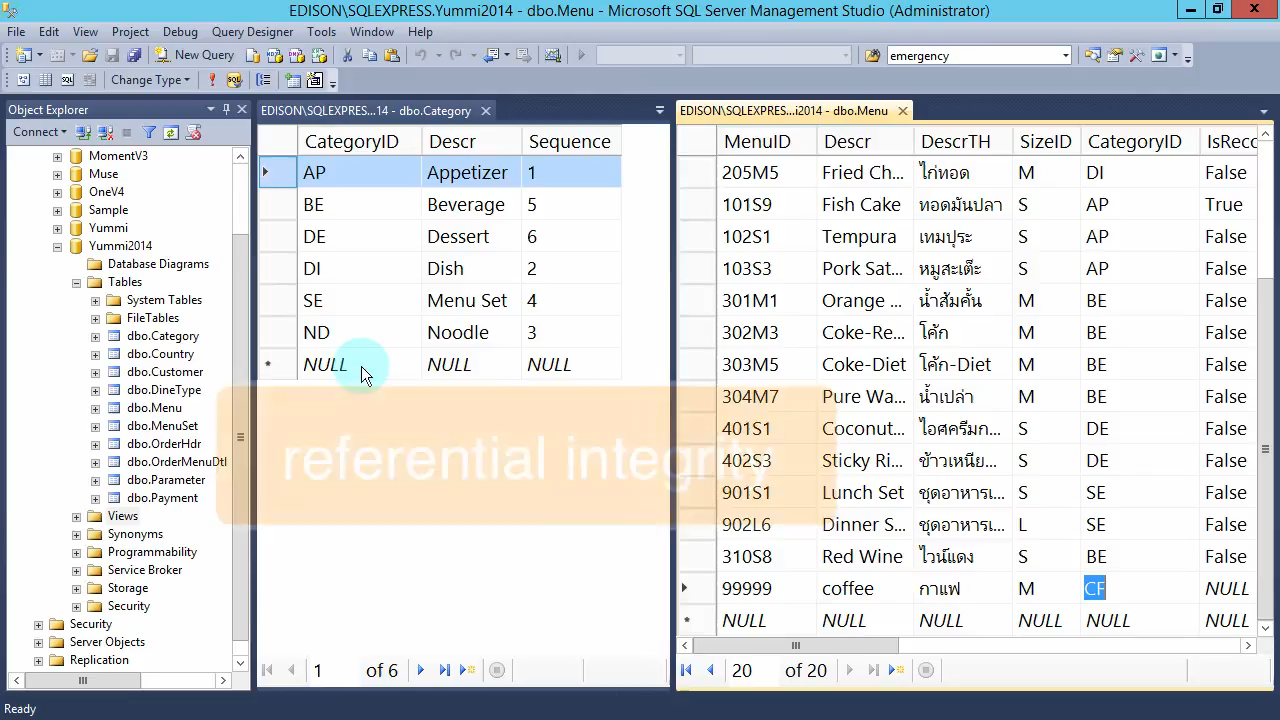 EDISON\SQLEXPRESS.Yummi2014 - dbo.Menu - Microsoft SQL Server Management Studio (Administrator)
File Edit View Project Debug Query Designer Tools Window Help
New Query emergency
Change Type
Object Explorer
Connect
MomentV3
Muse
OneV4
Sample
Yummi
Yummi2014
Database Diagrams
Tables
System Tables
FileTables
dbo.Category
dbo.Country
dbo.Customer
dbo.DineType
dbo.Menu
dbo.MenuSet
dbo.OrderHdr
dbo.OrderMenuDtl
dbo.Parameter
dbo.Payment
Views
Synonyms
Programmability
Service Broker
Storage
Security
Security
Server Objects
Replication
EDISON\SQLEXPRES...14 - dbo.Category
CategoryID Descr Sequence
AP Appetizer 1
BE Beverage 5
DE Dessert 6
DI Dish 2
SE Menu Set 4
ND Noodle 3
NULL NULL NULL
referential integrity
1 of 6
EDISON\SQLEXPRES...i2014 - dbo.Menu
MenuID Descr DescrTH SizeID CategoryID IsRecc
205M5 Fried Ch... ไก่ทอด M DI False
101S9 Fish Cake ทอดมันปลา S AP True
102S1 Tempura เทมปุระ S AP False
103S3 Pork Sat... หมูสะเต๊ะ S AP False
301M1 Orange ... น้ำส้มคั้น M BE False
302M3 Coke-Re... โค้ก M BE False
303M5 Coke-Diet โค้ก-Diet M BE False
304M7 Pure Wa... น้ำเปล่า M BE False
401S1 Coconut... ไอตครีมก... S DE False
402S3 Sticky Ri... ข้าวเหนีย... S DE False
901S1 Lunch Set ชุดอาหารเ... S SE False
902L6 Dinner S... ชุดอาหารเ... L SE False
310S8 Red Wine ไวน์แดง S BE False
99999 coffee กาแฟ M CF NULL
NULL NULL NULL NULL NULL NULL
20 of 20
Ready